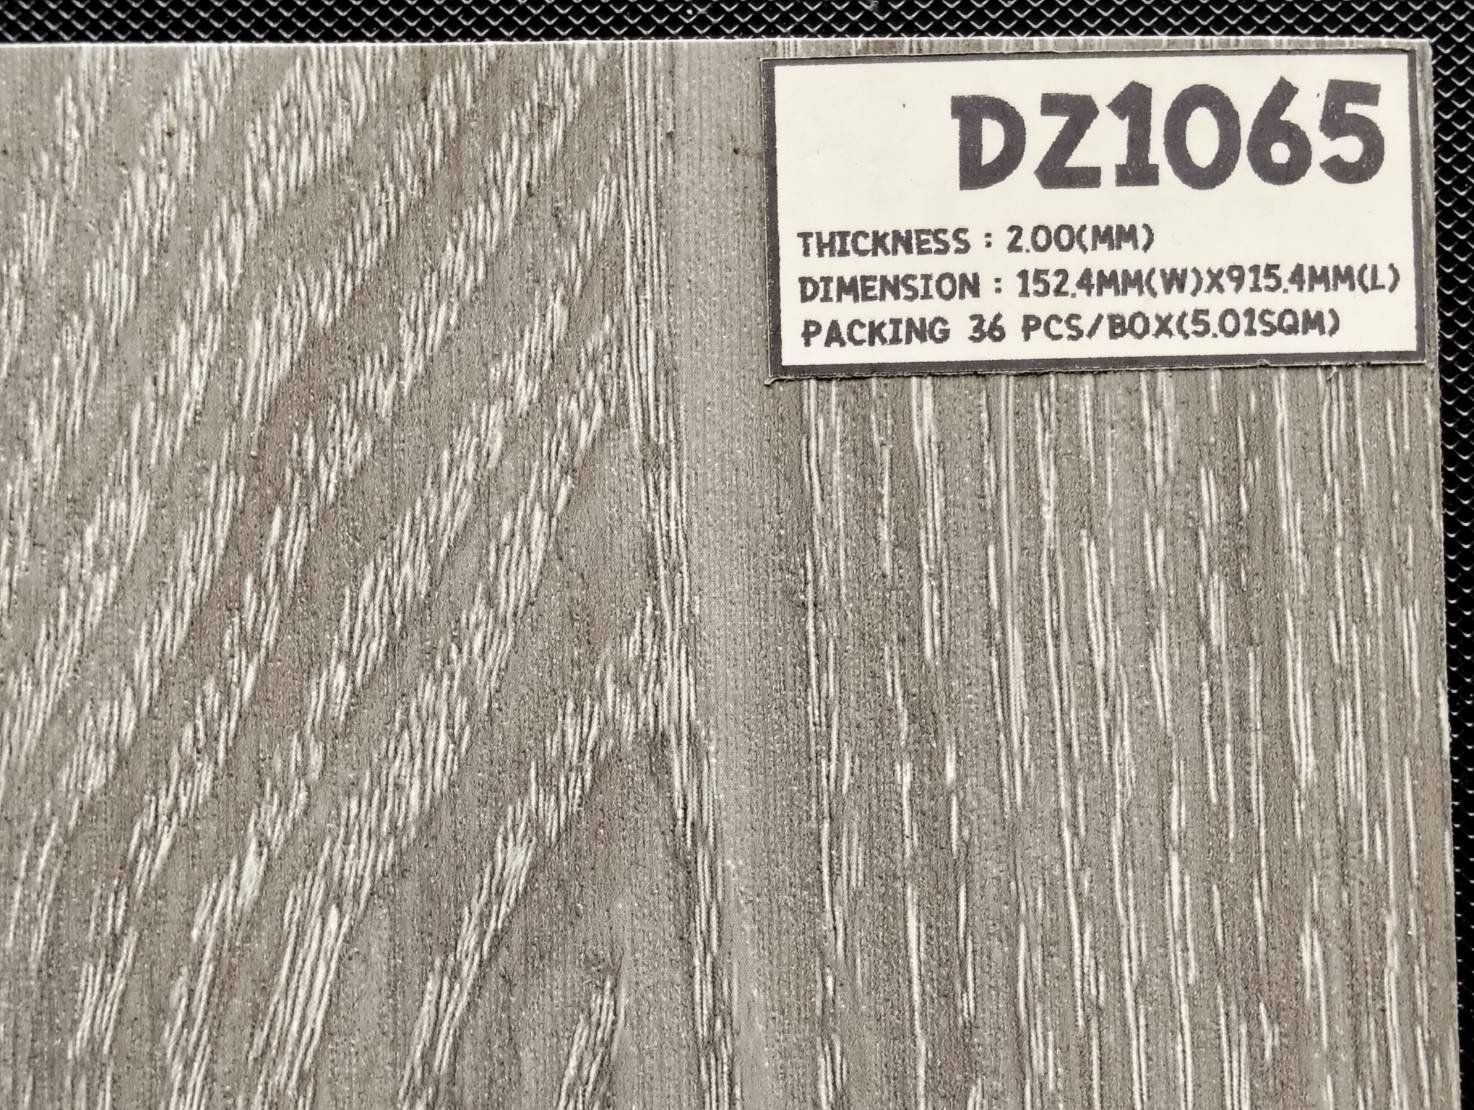 DZ1065
THICKNESS : 2.00(MM)
DIMENSION : 152.4MM(W)X915.4MM(L)
PACKING 36 PCS/BOX(5.01SQM)